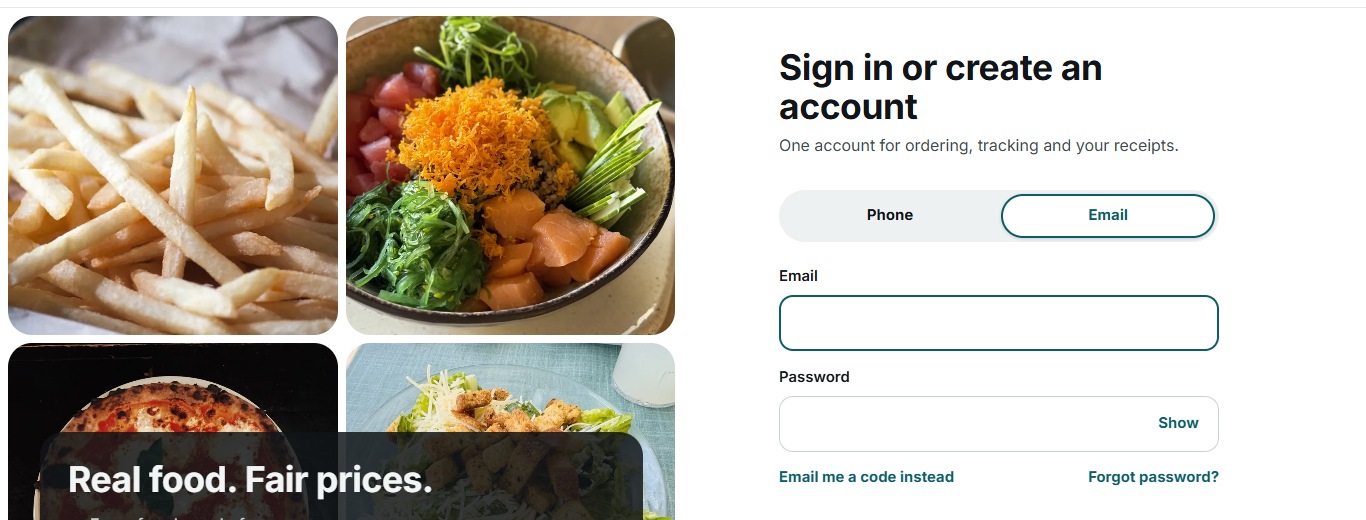 Sign in or create an
account
One account for ordering, tracking and your receipts.
Phone
Email
Email
Password
Show
Email me a code instead
Forgot password?
Real food. Fair prices.